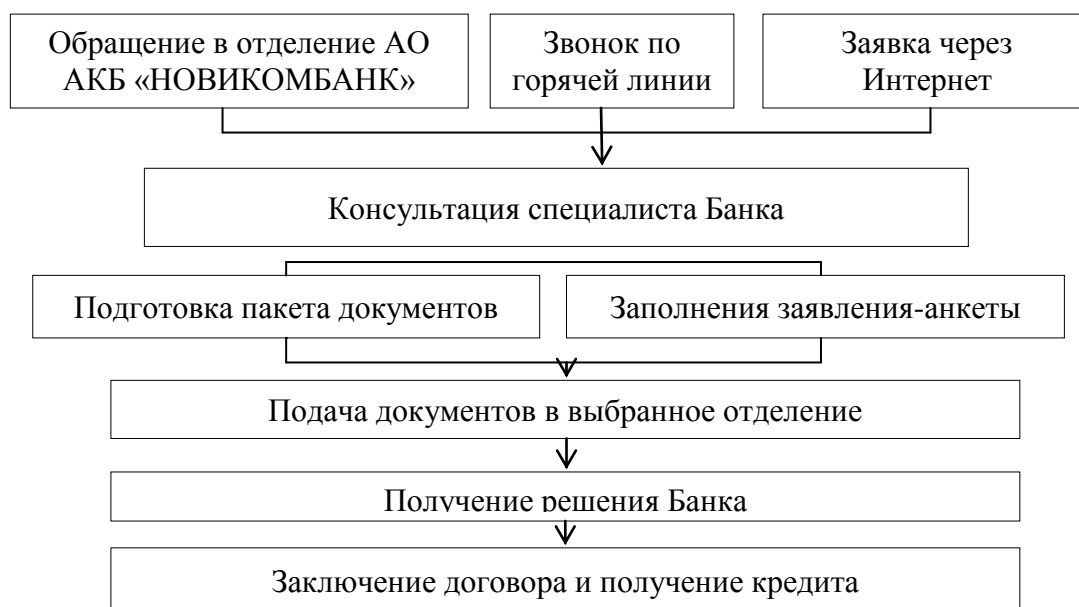 Обращение в отделение АО
АКБ «НОВИКОМБАНК»
Звонок по
горячей линии
Заявка через
Интернет
Консультация специалиста Банка
Подготовка пакета документов
Заполнения заявления-анкеты
Подача документов в выбранное отделение
Получение решения Банка
Заключение договора и получение кредита